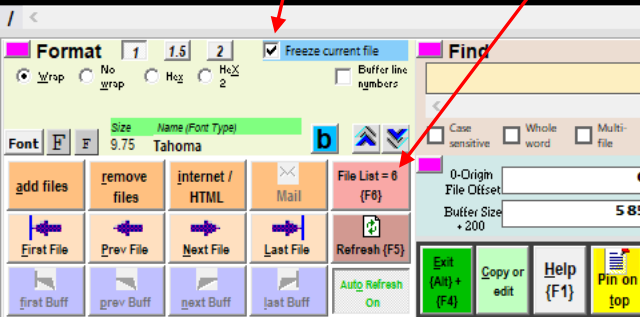 / <
Format 1 1.5 2 Freeze current file
Wrap No wrap Hex HeX 2 Buffer line numbers
Size Name (Font Type)
Font F F 9.75 Tahoma b
add files remove files internet / HTML Mail File List = 6 {F6}
First File Prev File Next File Last File Refresh {F5}
first Buff prev Buff next Buff last Buff Auto Refresh On
Find
<
Case sensitive Whole word Multi-file
0-Origin File Offset
Buffer Size + 200 585
Exit {Alt} + {F4} Copy or edit Help {F1} Pin on top